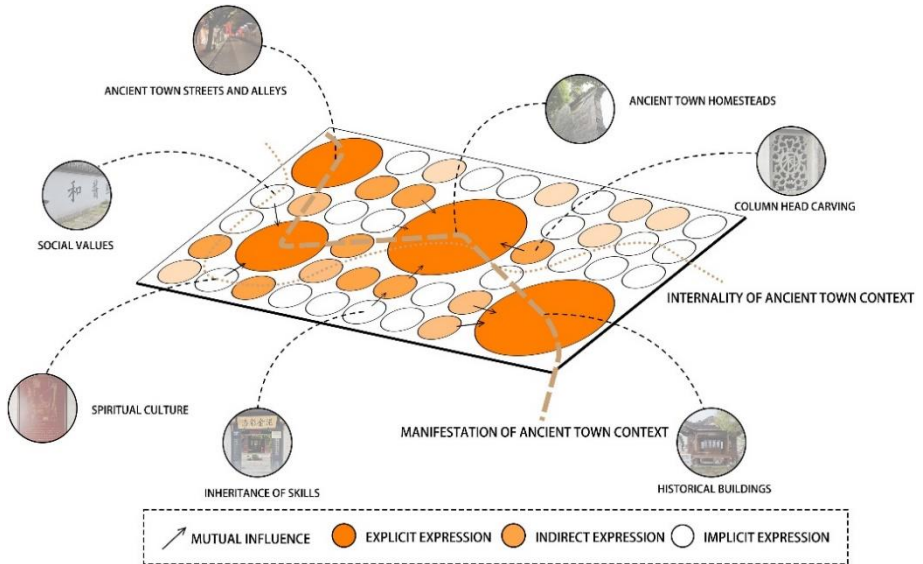 ANCIENT TOWN STREETS AND ALLEYS
ANCIENT TOWN HOMESTEADS
COLUMN HEAD CARVING
和
SOCIAL VALUES
INTERNALITY OF ANCIENT TOWN CONTEXT
SPIRITUAL CULTURE
MANIFESTATION OF ANCIENT TOWN CONTEXT
INHERITANCE OF SKILLS
HISTORICAL BUILDINGS
MUTUAL INFLUENCE
EXPLICIT EXPRESSION
INDIRECT EXPRESSION
IMPLICIT EXPRESSION